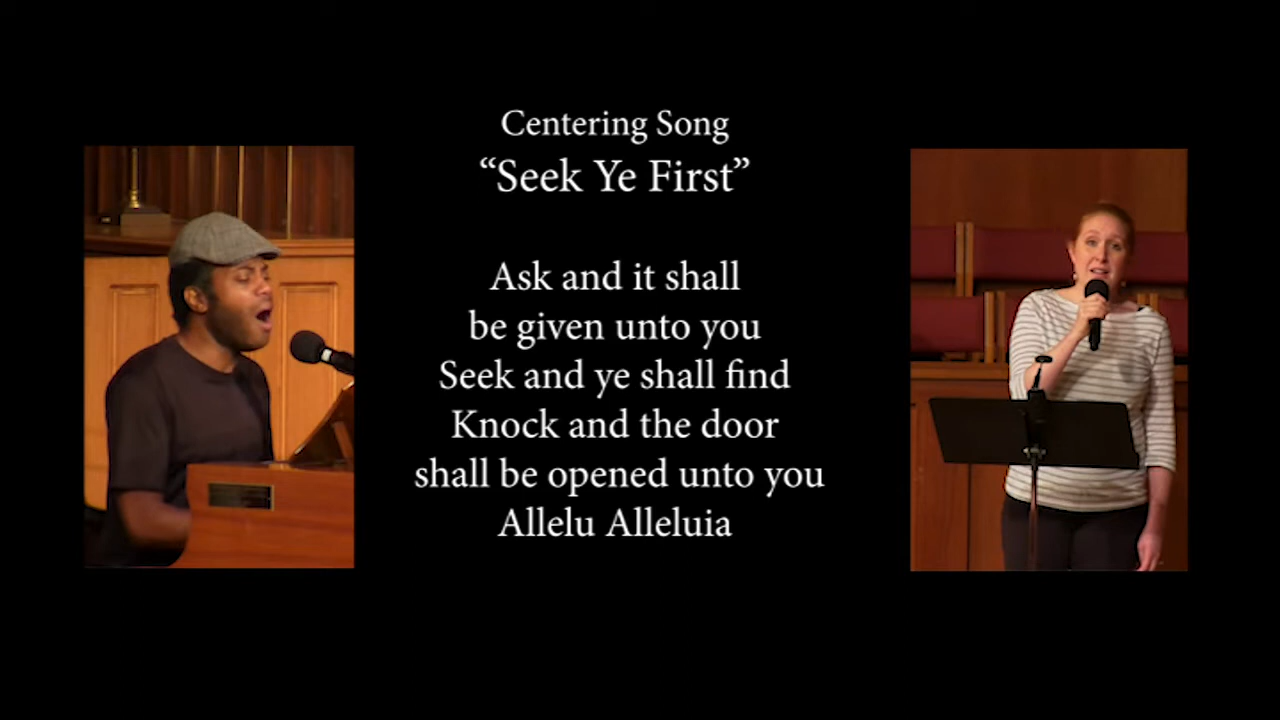 Centering Song
“Seek Ye First”
Ask and it shall
be given unto you
Seek and ye shall find
Knock and the door
shall be opened unto you
Allelu Alleluia